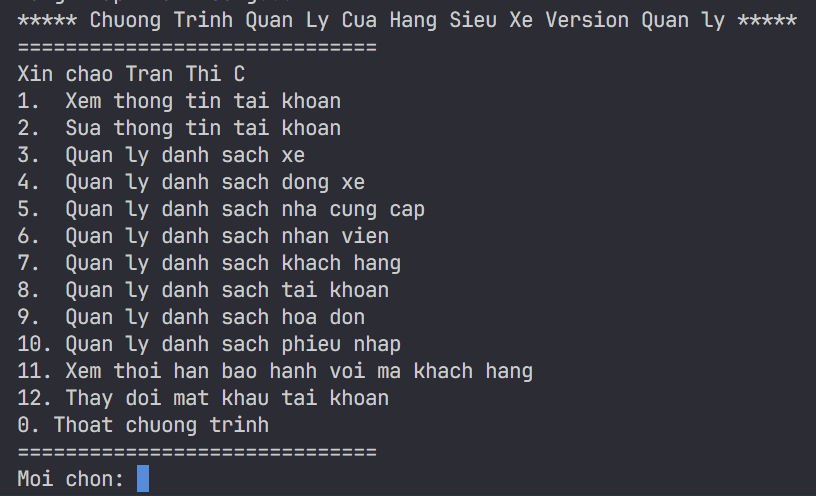 ***** Chuong Trinh Quan Ly Cua Hang Sieu Xe Version Quan ly *****
==============================
Xin chao Tran Thi C
1.  Xem thong tin tai khoan
2.  Sua thong tin tai khoan
3.  Quan ly danh sach xe
4.  Quan ly danh sach dong xe
5.  Quan ly danh sach nha cung cap
6.  Quan ly danh sach nhan vien
7.  Quan ly danh sach khach hang
8.  Quan ly danh sach tai khoan
9.  Quan ly danh sach hoa don
10. Quan ly danh sach phieu nhap
11. Xem thoi han bao hanh voi ma khach hang
12. Thay doi mat khau tai khoan
0. Thoat chuong trinh
==============================
Moi chon: